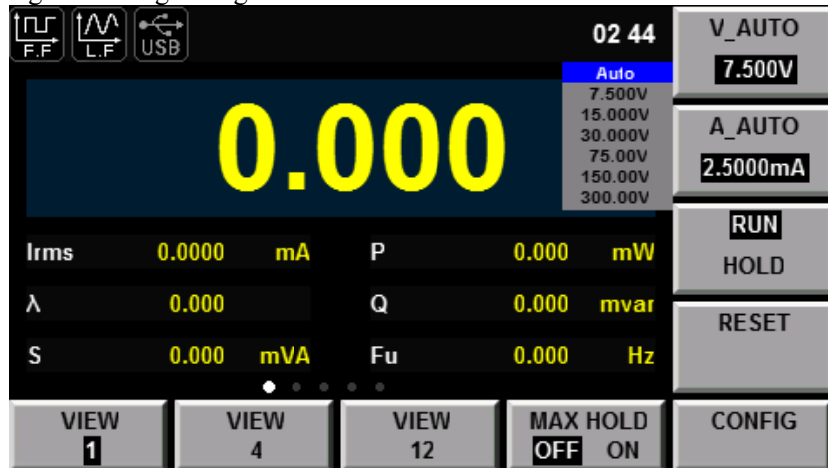 F.F L.F USB 02 44
V_AUTO
7.500V
Auto
7.500V
15.000V
30.000V
75.00V
150.00V
300.00V
0.000
A_AUTO
2.5000mA
RUN
HOLD
Irms 0.0000 mA P 0.000 mW
λ 0.000 Q 0.000 mvar
S 0.000 mVA Fu 0.000 Hz
RESET
VIEW
1
VIEW
4
VIEW
12
MAX HOLD
OFF ON
CONFIG